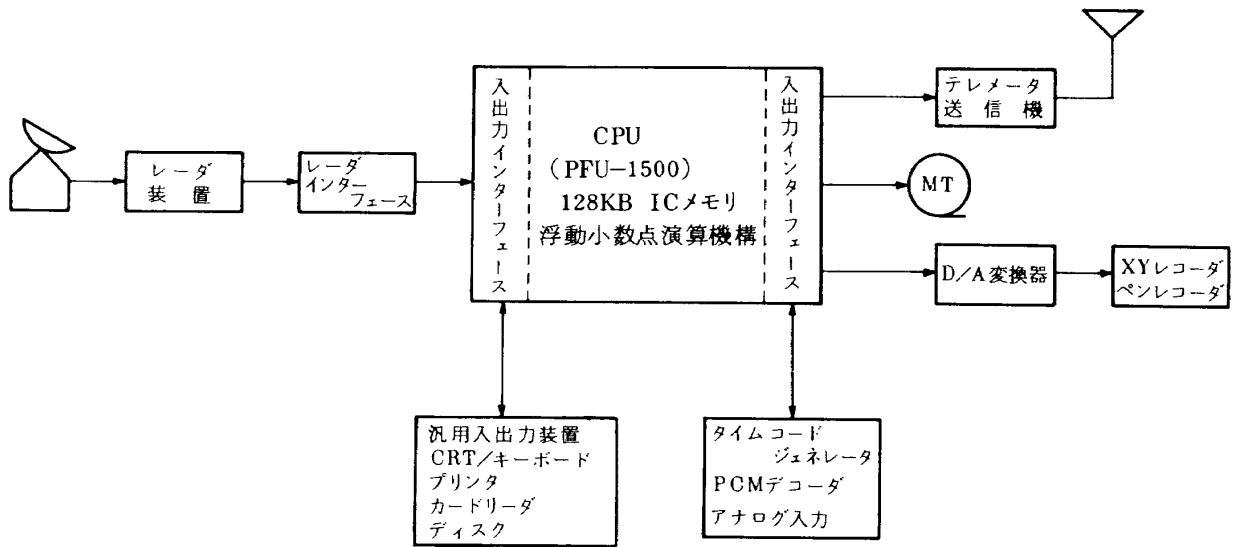 レーダ
装置
レーダ
インター
フェース
入出力インターフェース
CPU
(PFU-1500)
128KB ICメモリ
浮動小数点演算機構
入出力インターフェース
テレメータ
送信機
MT
D/A変換器
XYレコーダ
ペンレコーダ
汎用入出力装置
CRT/キーボード
プリンタ
カードリーダ
ディスク
タイムコード
ジェネレータ
PCMデコーダ
アナログ入力